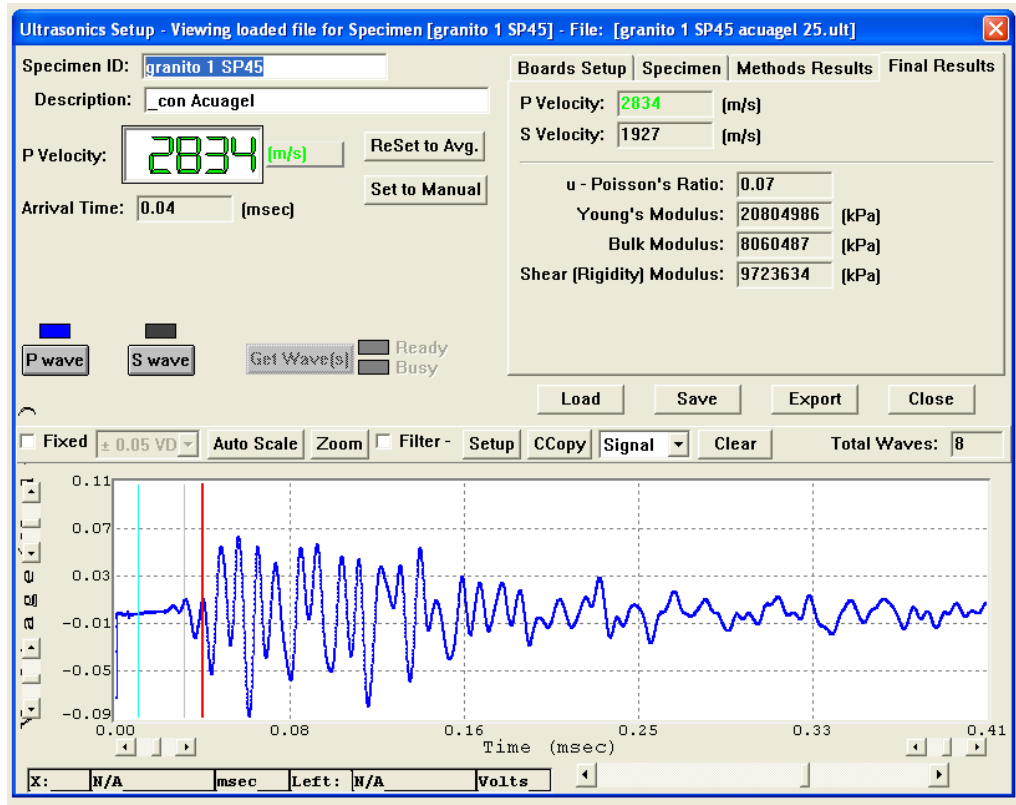 Ultrasonics Setup - Viewing loaded file for Specimen [granito 1 SP45] - File: [granito 1 SP45 acuagel 25.ult]
Specimen ID: granito 1 SP45
Description: _con Acuagel
P Velocity: 2834 (m/s)
ReSet to Avg.
Set to Manual
Arrival Time: 0.04 (msec)
Boards Setup Specimen Methods Results Final Results
P Velocity: 2834 (m/s)
S Velocity: 1927 (m/s)
u - Poisson's Ratio: 0.07
Young's Modulus: 20804986 (kPa)
Bulk Modulus: 8060487 (kPa)
Shear (Rigidity) Modulus: 9723634 (kPa)
P wave S wave Get Wave(s) Ready
Busy
Load Save Export Close
Fixed ± 0.05 VD Auto Scale Zoom Filter - Setup CCopy Signal Clear Total Waves: 8
0.11
0.07
0.03
-0.01
-0.05
-0.09
0.00 0.08 0.16 0.25 0.33 0.41
Time (msec)
X: N/A msec Left: N/A Volts